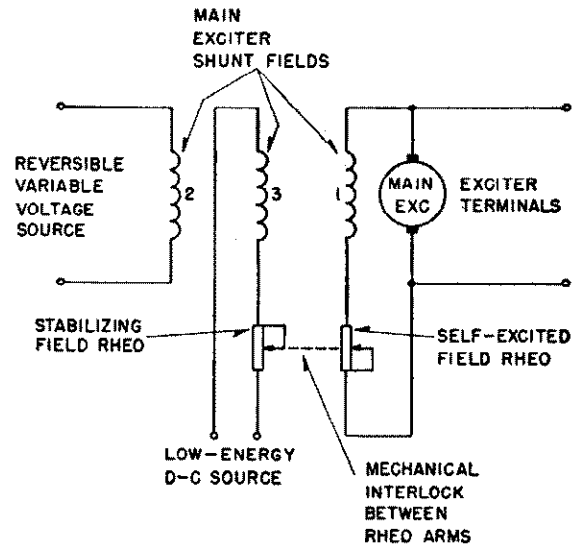 MAIN
EXCITER
SHUNT FIELDS
REVERSIBLE
VARIABLE
VOLTAGE
SOURCE
2
3
1
MAIN
EXC
EXCITER
TERMINALS
STABILIZING
FIELD RHEO
SELF-EXCITED
FIELD RHEO
LOW-ENERGY
D-C SOURCE
MECHANICAL
INTERLOCK
BETWEEN
RHEO ARMS